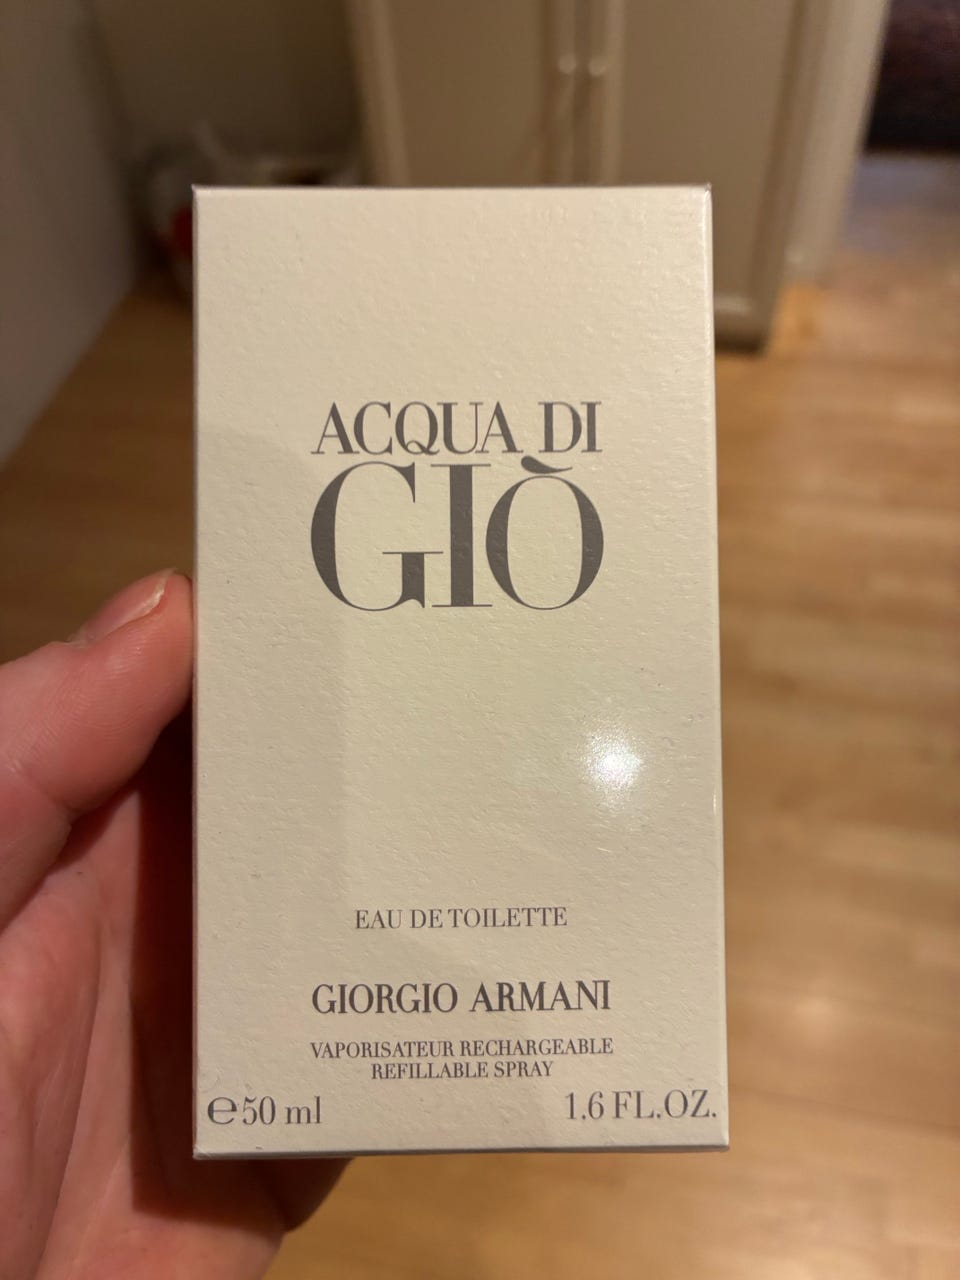 ACQUA DI
GIÒ
EAU DE TOILETTE
GIORGIO ARMANI
VAPORISATEUR RECHARGEABLE
REFILLABLE SPRAY
℮50 ml 1.6 FL.OZ.